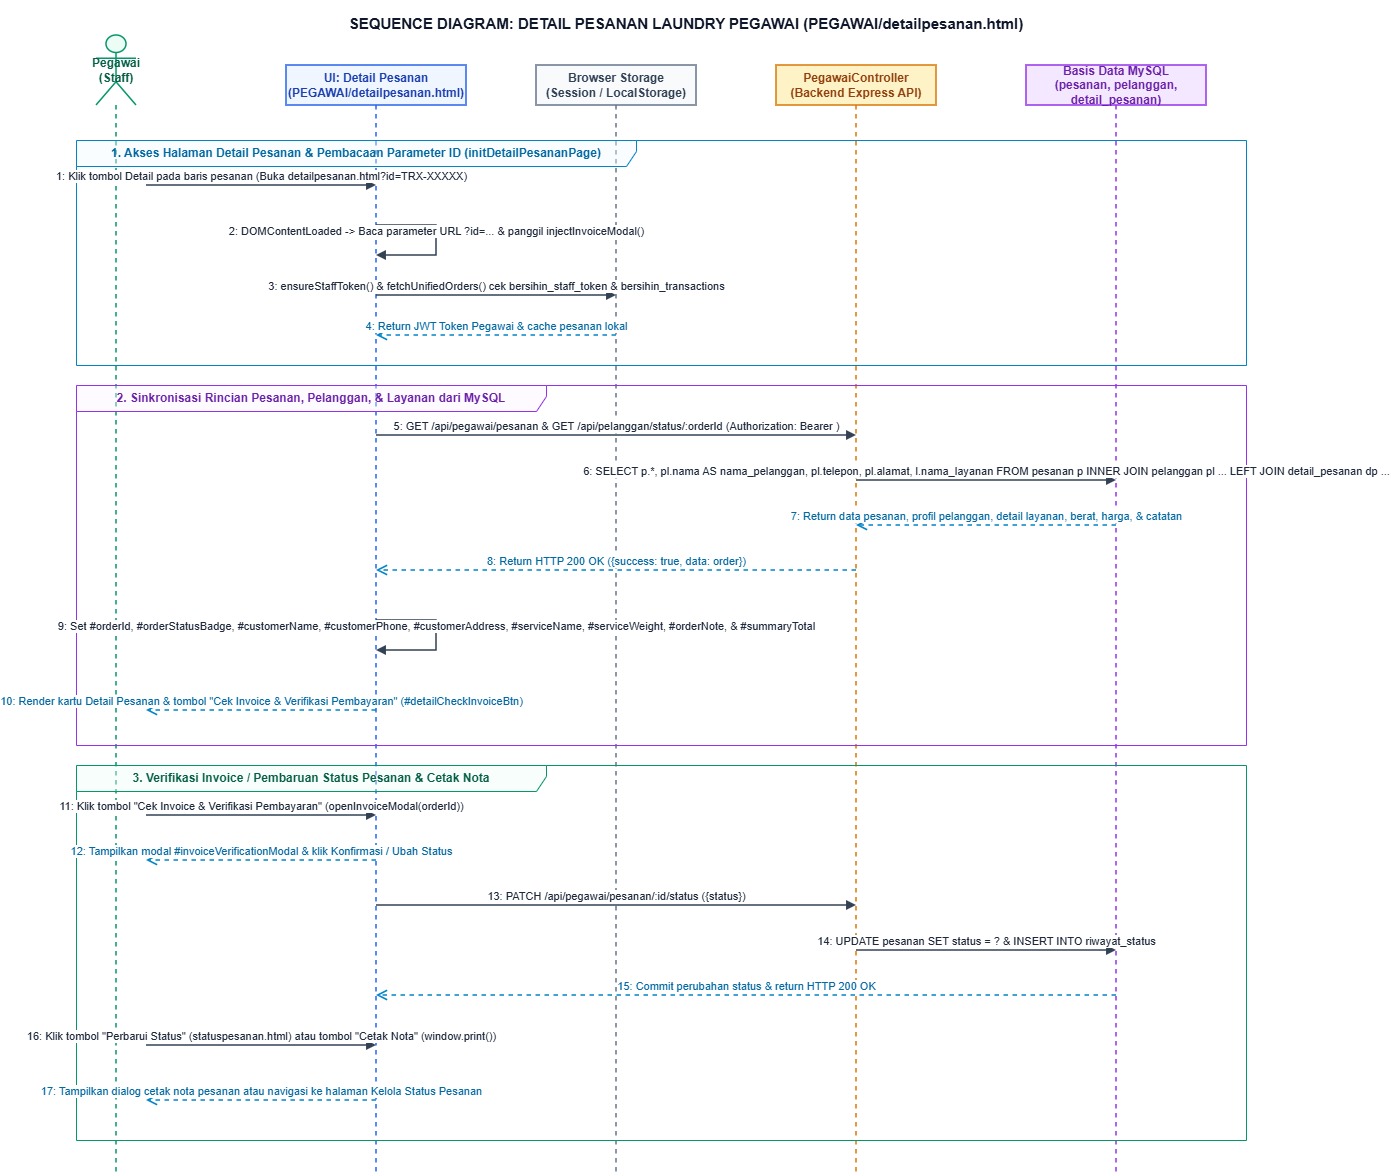 SEQUENCE DIAGRAM: DETAIL PESANAN LAUNDRY PEGAWAI (PEGAWAI/detailpesanan.html)
Pegawai
(Staff)
UI: Detail Pesanan
(PEGAWAI/detailpesanan.html)
Browser Storage
(Session / LocalStorage)
PegawaiController
(Backend Express API)
Basis Data MySQL
(pesanan, pelanggan,
detail_pesanan)
1. Akses Halaman Detail Pesanan & Pembacaan Parameter ID (initDetailPesananPage)
1: Klik tombol Detail pada baris pesanan (Buka detailpesanan.html?id=TRX-XXXXX)
2: DOMContentLoaded -> Baca parameter URL ?id=... & panggil injectInvoiceModal()
3: ensureStaffToken() & fetchUnifiedOrders() cek bersihin_staff_token & bersihin_transactions
4: Return JWT Token Pegawai & cache pesanan lokal
2. Sinkronisasi Rincian Pesanan, Pelanggan, & Layanan dari MySQL
5: GET /api/pegawai/pesanan & GET /api/pelanggan/status/:orderId (Authorization: Bearer )
6: SELECT p.*, pl.nama AS nama_pelanggan, pl.telepon, pl.alamat, l.nama_layanan FROM pesanan p INNER JOIN pelanggan pl ... LEFT JOIN detail_pesanan dp ...
7: Return data pesanan, profil pelanggan, detail layanan, berat, harga, & catatan
8: Return HTTP 200 OK ({success: true, data: order})
9: Set #orderId, #orderStatusBadge, #customerName, #customerPhone, #customerAddress, #serviceName, #serviceWeight, #orderNote, & #summaryTotal
10: Render kartu Detail Pesanan & tombol "Cek Invoice & Verifikasi Pembayaran" (#detailCheckInvoiceBtn)
3. Verifikasi Invoice / Pembaruan Status Pesanan & Cetak Nota
11: Klik tombol "Cek Invoice & Verifikasi Pembayaran" (openInvoiceModal(orderId))
12: Tampilkan modal #invoiceVerificationModal & klik Konfirmasi / Ubah Status
13: PATCH /api/pegawai/pesanan/:id/status ({status})
14: UPDATE pesanan SET status = ? & INSERT INTO riwayat_status
15: Commit perubahan status & return HTTP 200 OK
16: Klik tombol "Perbarui Status" (statuspesanan.html) atau tombol "Cetak Nota" (window.print())
17: Tampilkan dialog cetak nota pesanan atau navigasi ke halaman Kelola Status Pesanan